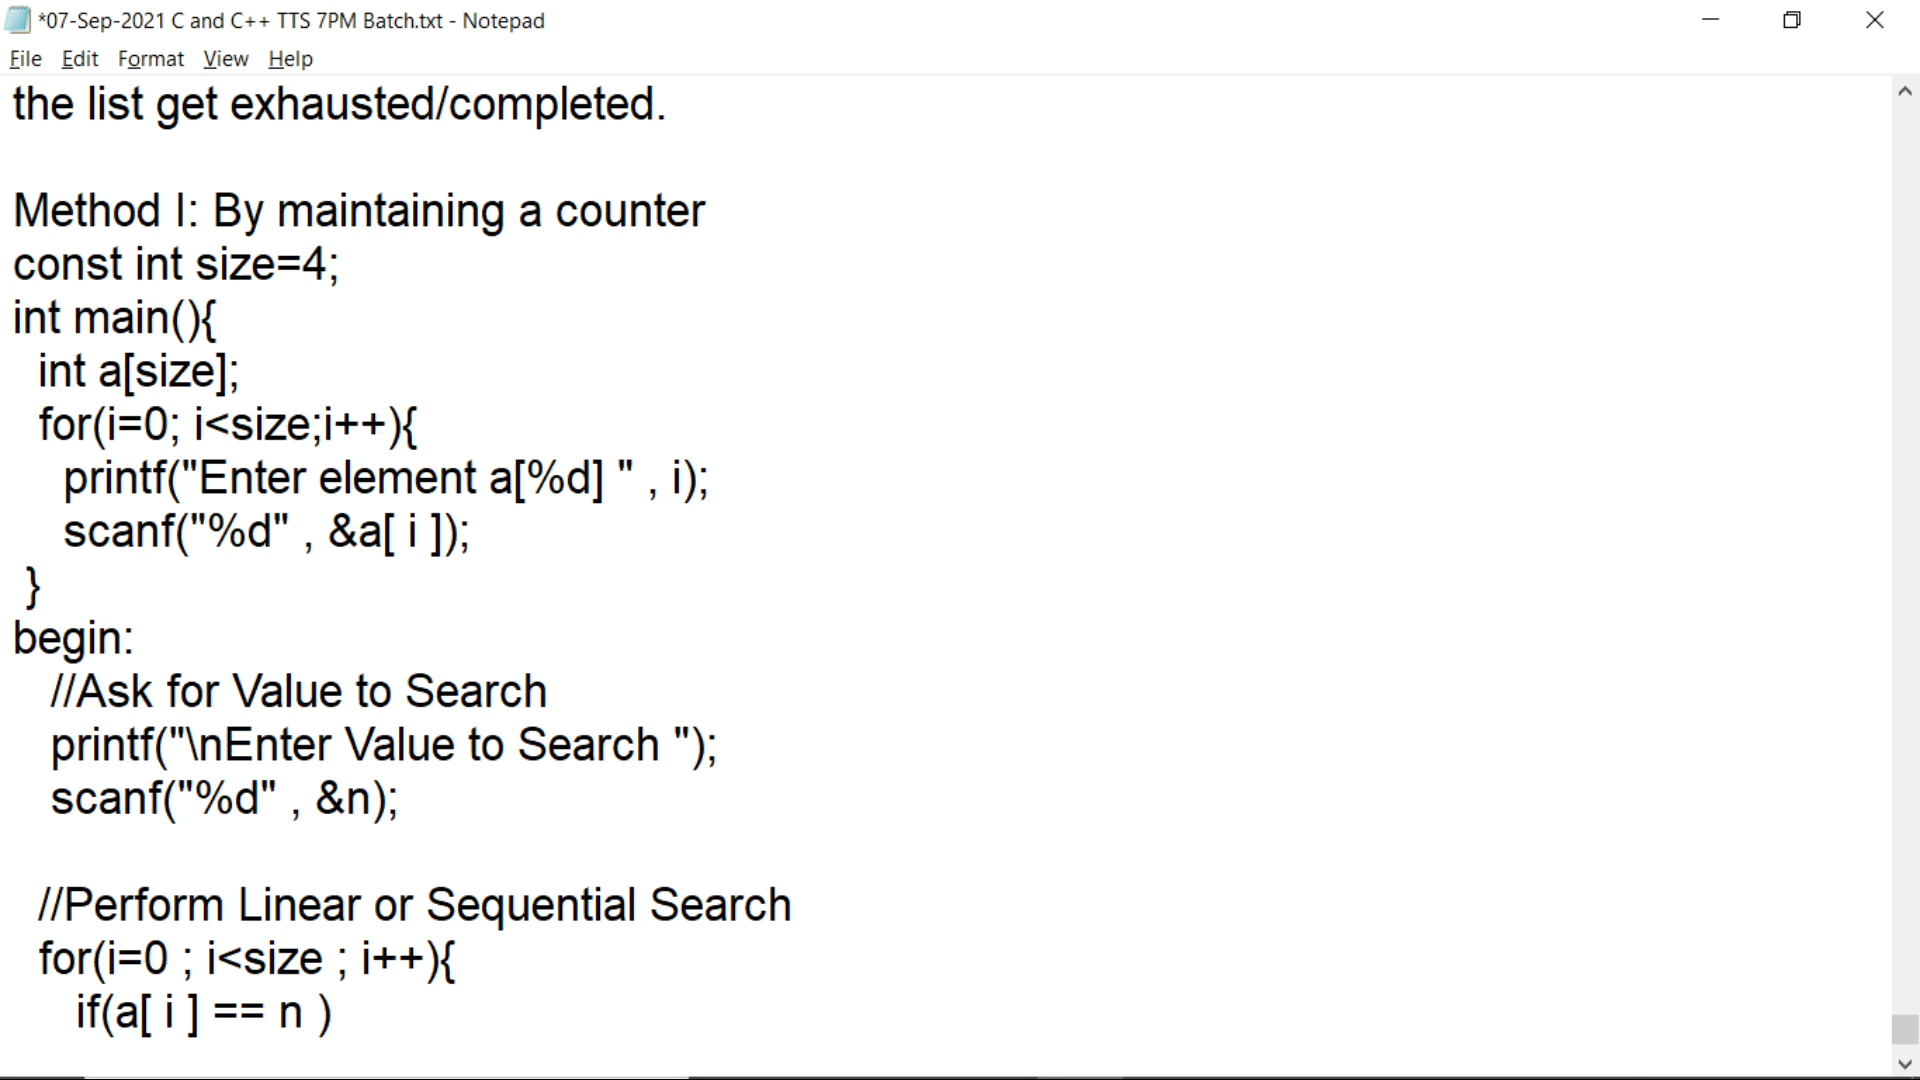 *07-Sep-2021 C and C++ TTS 7PM Batch.txt - Notepad
File Edit Format View Help
the list get exhausted/completed.
Method I: By maintaining a counter
const int size=4;
int main(){
int a[size];
for(i=0; i<size;i++){
printf("Enter element a[%d] " , i);
scanf("%d" , &a[ i ]);
}
begin:
//Ask for Value to Search
printf("\nEnter Value to Search ");
scanf("%d" , &n);
//Perform Linear or Sequential Search
for(i=0 ; i<size ; i++){
if(a[ i ] == n )